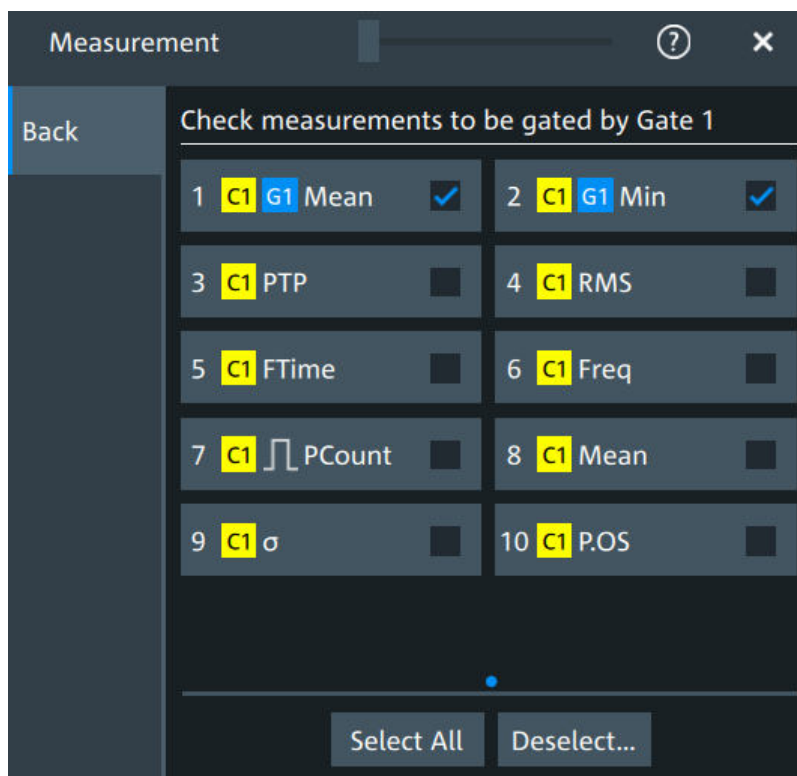 Measurement ?
Back
Check measurements to be gated by Gate 1
1 C1 G1 Mean
2 C1 G1 Min
3 C1 PTP
4 C1 RMS
5 C1 FTime
6 C1 Freq
7 C1 PCount
8 C1 Mean
9 C1 σ
10 C1 P.OS
Select All
Deselect...